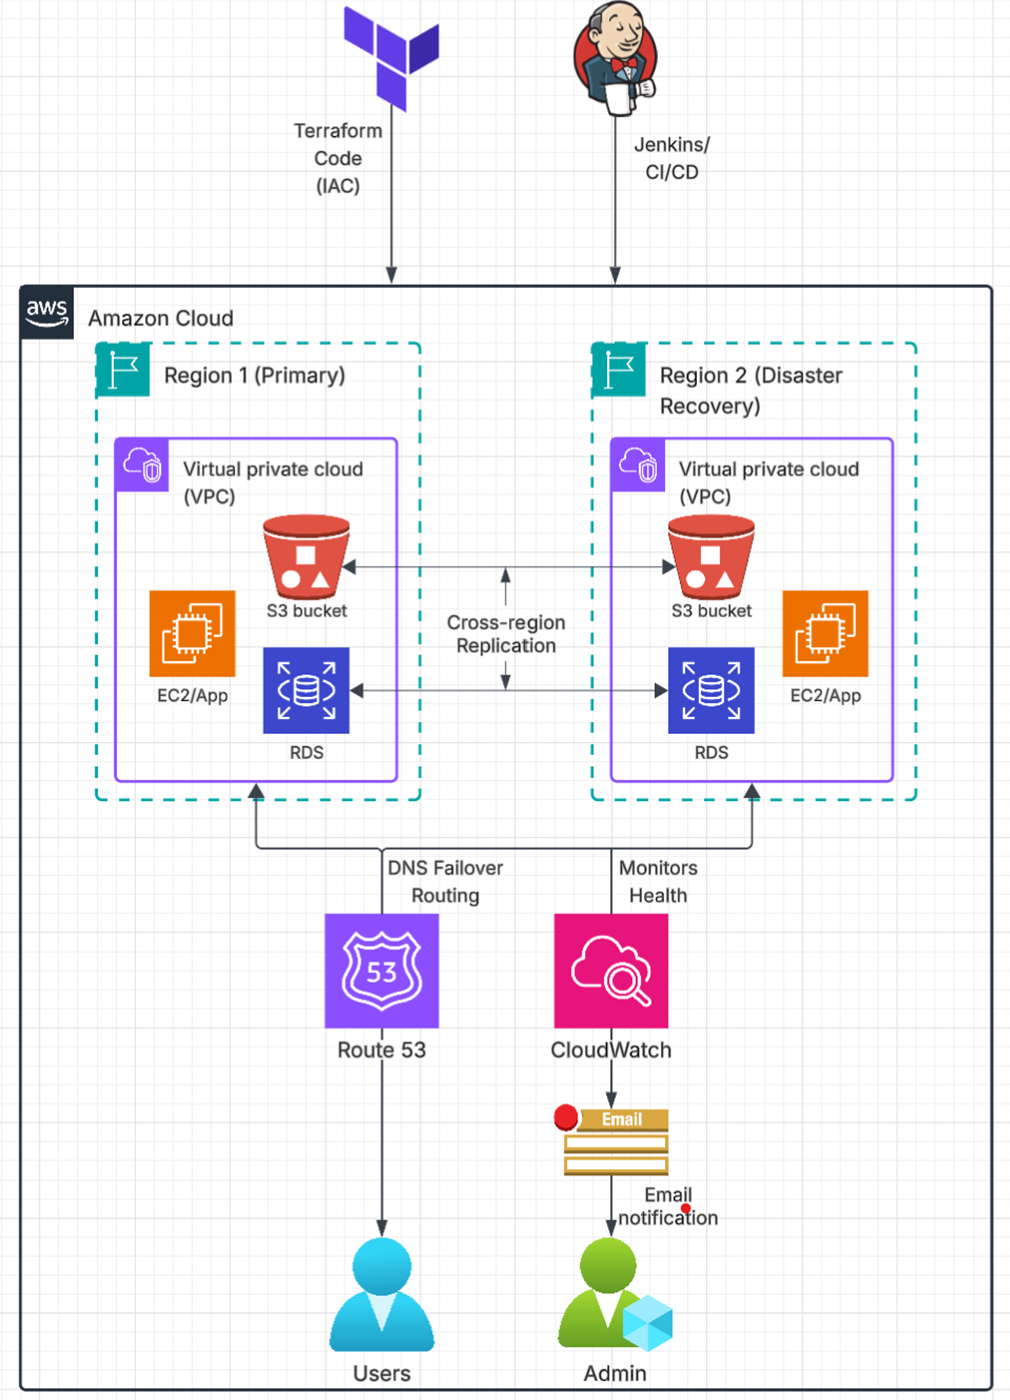 Terraform
Code
(IAC)
Jenkins/
CI/CD
aws
Amazon Cloud
Region 1 (Primary)
Region 2 (Disaster
Recovery)
Virtual private cloud
(VPC)
Virtual private cloud
(VPC)
S3 bucket
S3 bucket
Cross-region
Replication
EC2/App
EC2/App
RDS
RDS
DNS Failover
Routing
Monitors
Health
53
Route 53
CloudWatch
Email
Email
notification
Users
Admin